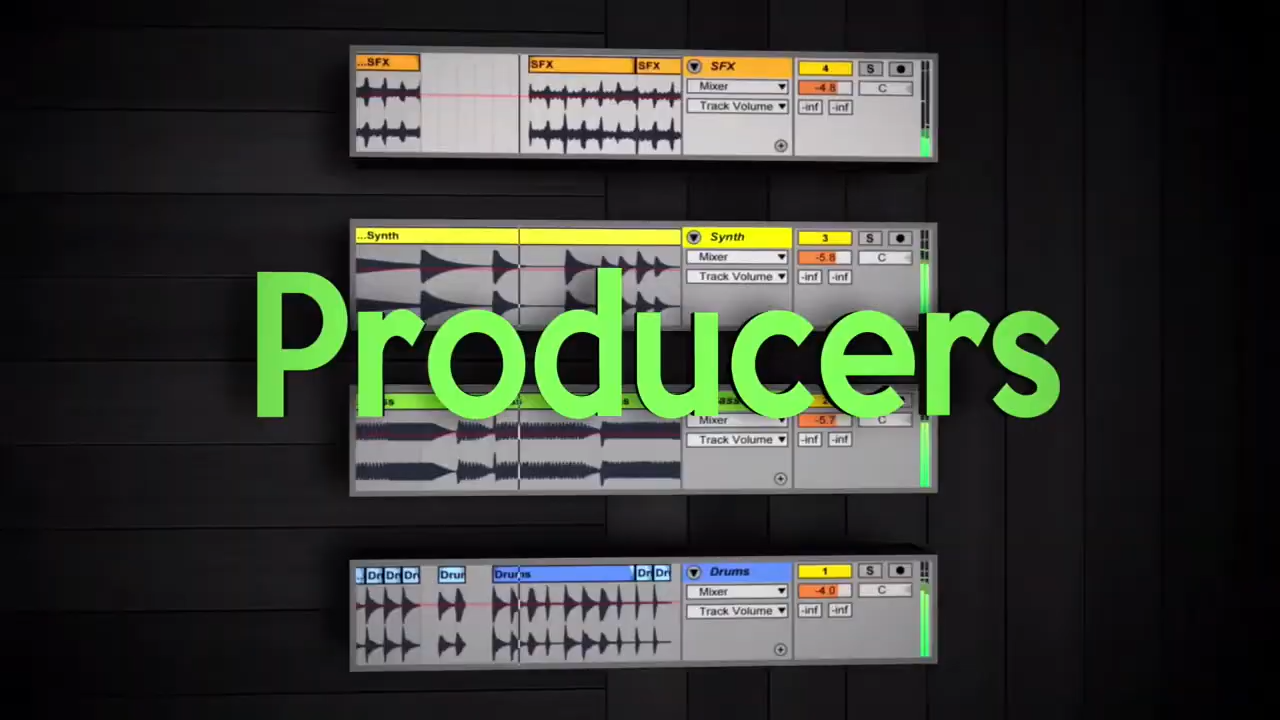 ...SFX SFX SFX SFX 4 S
Mixer -4.8 C
Track Volume -inf -inf
...Synth Synth 3 S
Mixer -5.8 C
Track Volume -inf -inf
Producers
Mixer -5.7 C
Track Volume -inf -inf
Dr Dr Dr Drur Drums Dr Dr Drums 1 S
Mixer -4.0 C
Track Volume -inf -inf